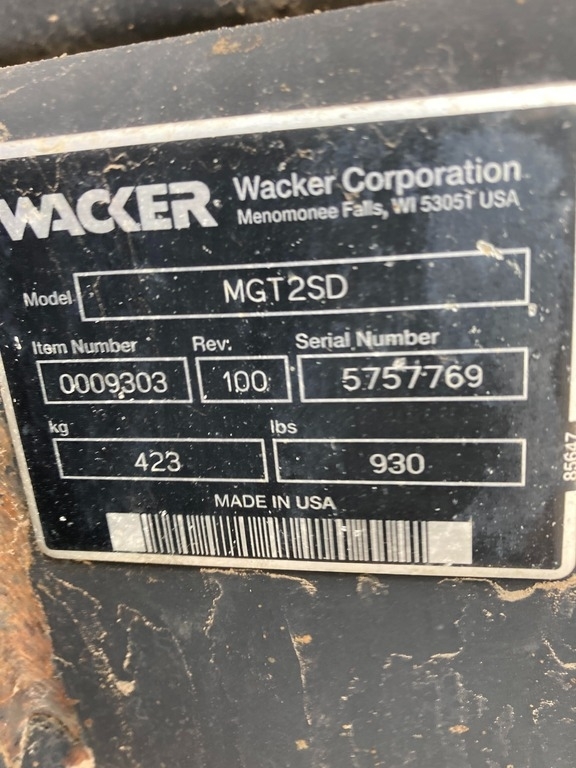 WACKER
Wacker Corporation
Menomonee Falls, WI 53051 USA
Model MGT2SD
Item Number Rev. Serial Number
0009303 100 5757769
kg lbs
423 930
MADE IN USA
85647